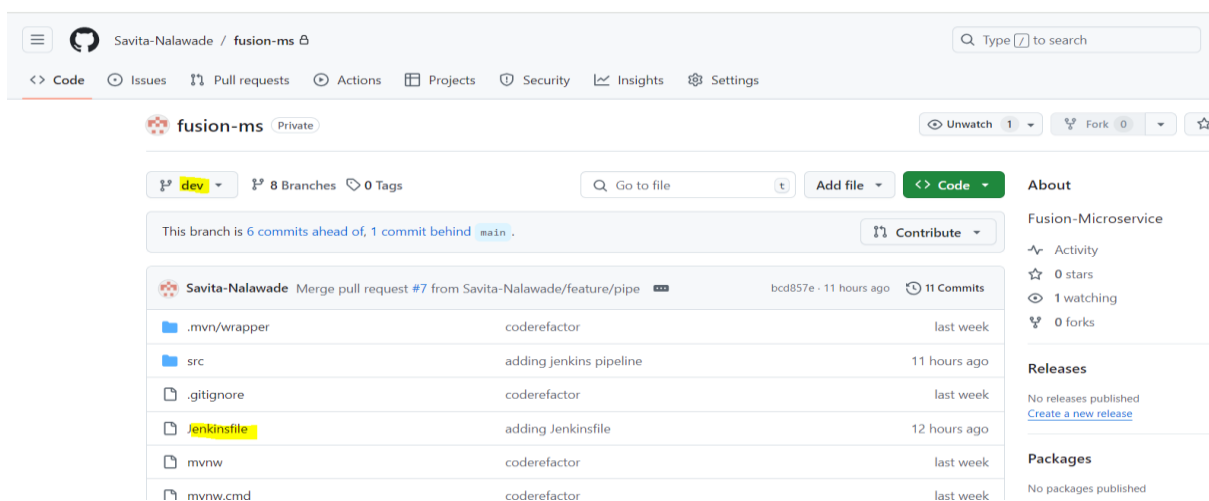 Savita-Nalawade / fusion-ms
Type / to search
Code Issues Pull requests Actions Projects Security Insights Settings
fusion-ms Private
Unwatch 1 Fork 0
dev 8 Branches 0 Tags Go to file t Add file Code
This branch is 6 commits ahead of, 1 commit behind main .
Savita-Nalawade Merge pull request #7 from Savita-Nalawade/feature/pipe bcd857e · 11 hours ago 11 Commits
.mvn/wrapper coderefactor last week
src adding jenkins pipeline 11 hours ago
.gitignore coderefactor last week
Jenkinsfile adding Jenkinsfile 12 hours ago
mvnw coderefactor last week
mvnw.cmd coderefactor last week
About
Fusion-Microservice
Activity
0 stars
1 watching
0 forks
Releases
No releases published
Create a new release
Packages
No packages published